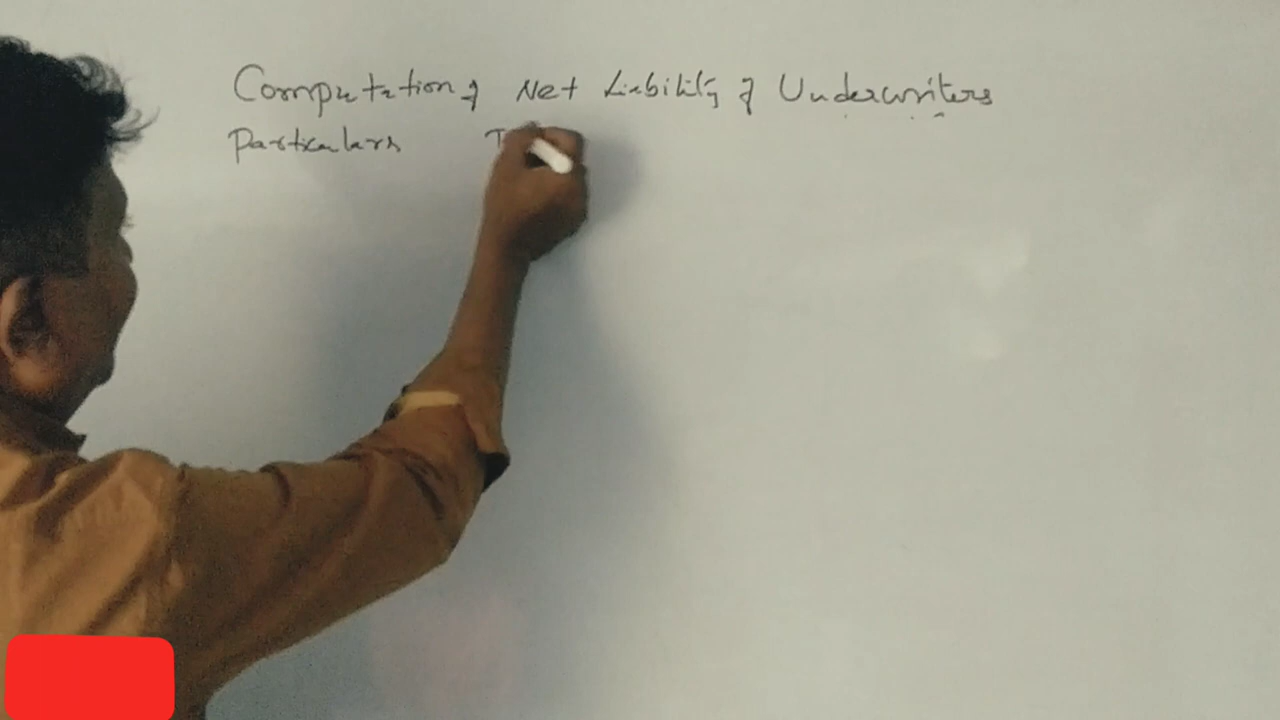 Computation of Net Liability of Underwriters
Particulars T